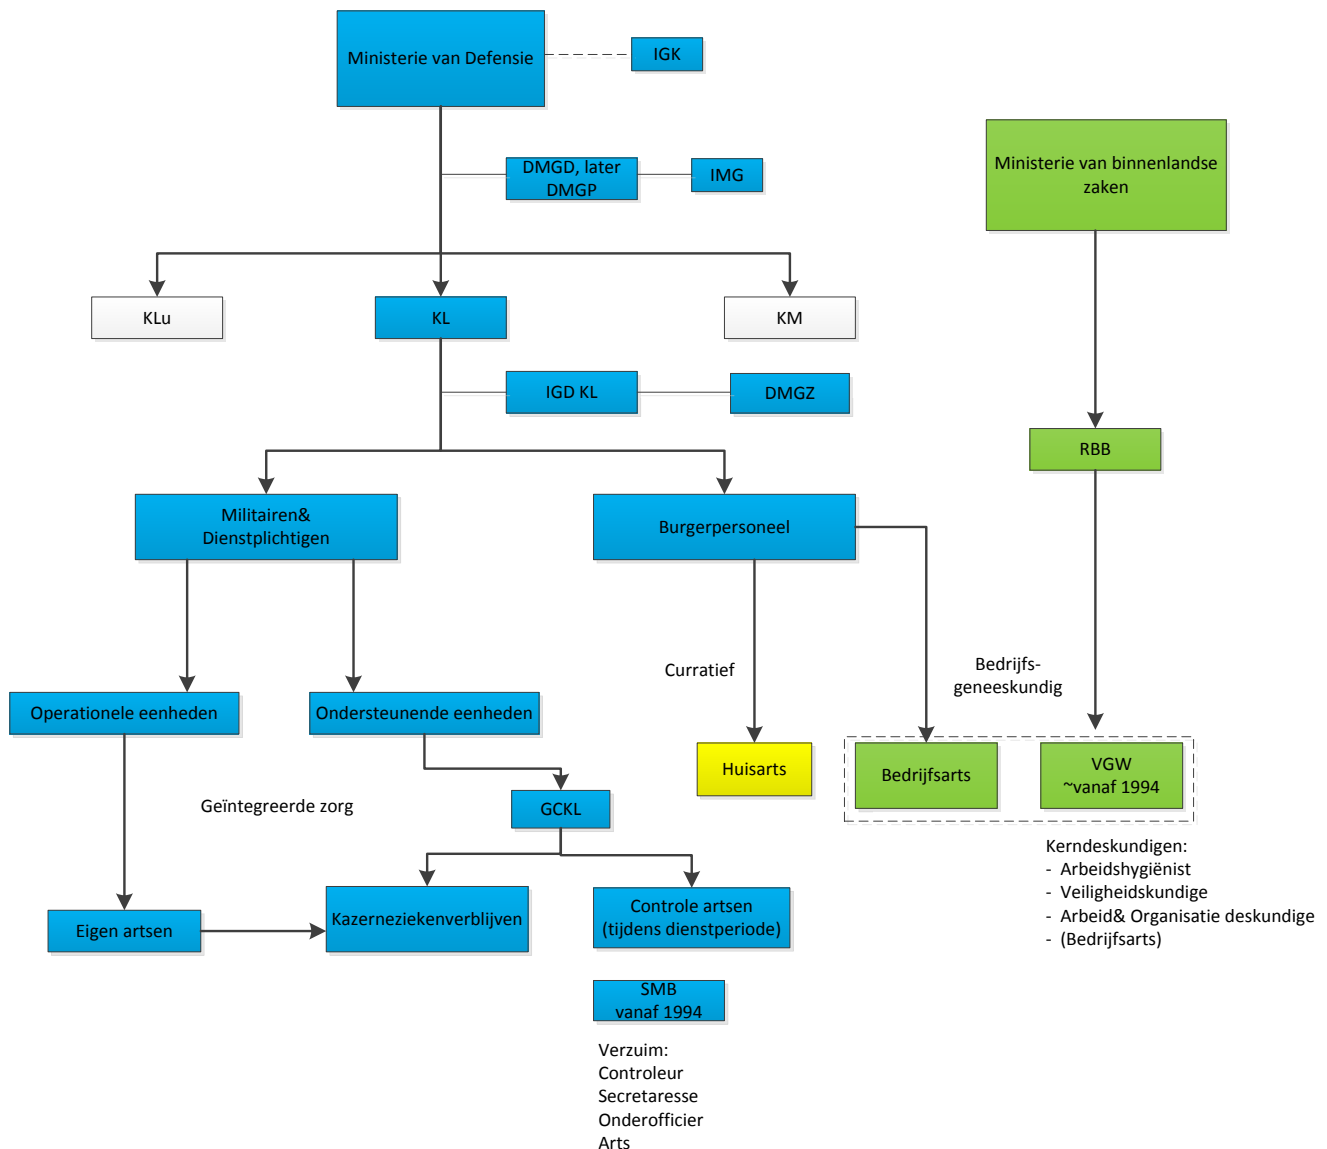 Ministerie van Defensie
IGK
Ministerie van binnenlandse
zaken
DMGD, later
DMGP
IMG
KLu
KL
KM
IGD KL
DMGZ
RBB
Militairen&
Dienstplichtigen
Burgerpersoneel
Curratief
Bedrijfs-
geneeskundig
Operationele eenheden
Ondersteunende eenheden
Huisarts
Bedrijfsarts
VGW
~vanaf 1994
Geïntegreerde zorg
GCKL
Kerndeskundigen:
- Arbeidshygiënist
- Veiligheidskundige
- Arbeid& Organisatie deskundige
- (Bedrijfsarts)
Eigen artsen
Kazerneziekenverblijven
Controle artsen
(tijdens dienstperiode)
SMB
vanaf 1994
Verzuim:
Controleur
Secretaresse
Onderofficier
Arts